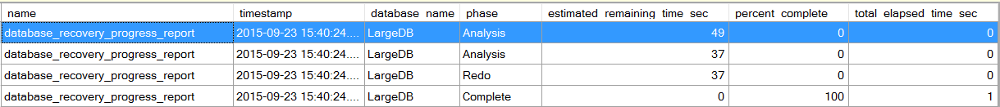 name timestamp database_name phase estimated_remaining_time_sec percent_complete total_elapsed_time_sec
database_recovery_progress_report 2015-09-23 15:40:24.... LargeDB Analysis 49 0 0
database_recovery_progress_report 2015-09-23 15:40:24.... LargeDB Analysis 37 0 0
database_recovery_progress_report 2015-09-23 15:40:24.... LargeDB Redo 37 0 0
database_recovery_progress_report 2015-09-23 15:40:24.... LargeDB Complete 0 100 1